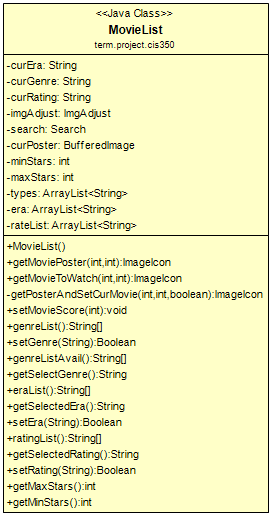 <<Java Class>>
MovieList
term.project.cis350
-curEra: String
-curGenre: String
-curRating: String
-imgAdjust: ImgAdjust
-search: Search
-curPoster: BufferedImage
-minStars: int
-maxStars: int
-types: ArrayList<String>
-era: ArrayList<String>
-rateList: ArrayList<String>
+MovieList()
+getMoviePoster(int,int):ImageIcon
+getMovieToWatch(int,int):ImageIcon
-getPosterAndSetCurMovie(int,int,boolean):ImageIcon
+setMovieScore(int):void
+genreList():String[]
+setGenre(String):Boolean
+genreListAvail():String[]
+getSelectGenre():String
+eraList():String[]
+getSelectedEra():String
+setEra(String):Boolean
+ratingList():String[]
+getSelectedRating():String
+setRating(String):Boolean
+getMaxStars():int
+getMinStars():int